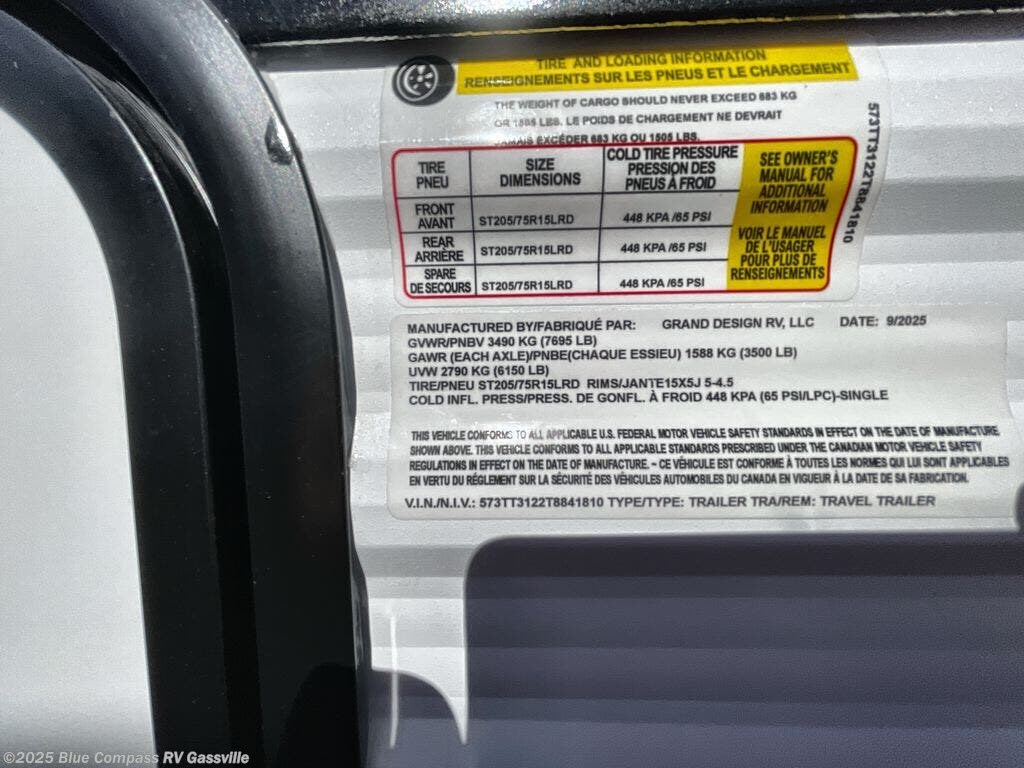 TIRE AND LOADING INFORMATION
RENSEIGNEMENTS SUR LES PNEUS ET LE CHARGEMENT
THE WEIGHT OF CARGO SHOULD NEVER EXCEED 683 KG
OR 1505 LBS. LE POIDS DE CHARGEMENT NE DEVRAIT
JAMAIS EXCÉDER 683 KG OU 1505 LBS.
TIRE
PNEU
SIZE
DIMENSIONS
COLD TIRE PRESSURE
PRESSION DES
PNEUS À FROID
FRONT
AVANT
ST205/75R15LRD
448 KPA /65 PSI
REAR
ARRIÈRE
ST205/75R15LRD
448 KPA /65 PSI
SPARE
DE SECOURS
ST205/75R15LRD
448 KPA /65 PSI
SEE OWNER'S
MANUAL FOR
ADDITIONAL
INFORMATION
VOIR LE MANUEL
DE L'USAGER
POUR PLUS DE
RENSEIGNEMENTS
573TT3122T8841810
MANUFACTURED BY/FABRIQUÉ PAR: GRAND DESIGN RV, LLC DATE: 9/2025
GVWR/PNBV 3490 KG (7695 LB)
GAWR (EACH AXLE)/PNBE(CHAQUE ESSIEU) 1588 KG (3500 LB)
UVW 2790 KG (6150 LB)
TIRE/PNEU ST205/75R15LRD RIMS/JANTE15X5J 5-4.5
COLD INFL. PRESS/PRESS. DE GONFL. À FROID 448 KPA (65 PSI/LPC)-SINGLE
THIS VEHICLE CONFORMS TO ALL APPLICABLE U.S. FEDERAL MOTOR VEHICLE SAFETY STANDARDS IN EFFECT ON THE DATE OF MANUFACTURE
SHOWN ABOVE. THIS VEHICLE CONFORMS TO ALL APPLICABLE STANDARDS PRESCRIBED UNDER THE CANADIAN MOTOR VEHICLE SAFETY
REGULATIONS IN EFFECT ON THE DATE OF MANUFACTURE. – CE VÉHICULE EST CONFORME À TOUTES LES NORMES QUI LUI SONT APPLICABLES
EN VERTU DU RÉGLEMENT SUR LA SÉCURITÉ DES VÉHICULES AUTOMOBILES DU CANADA EN VIGUEUR À LA DATE DE SA FABRICATION.
V.I.N./N.I.V.: 573TT3122T8841810 TYPE/TYPE: TRAILER TRA/REM: TRAVEL TRAILER
©2025 Blue Compass RV Gassville